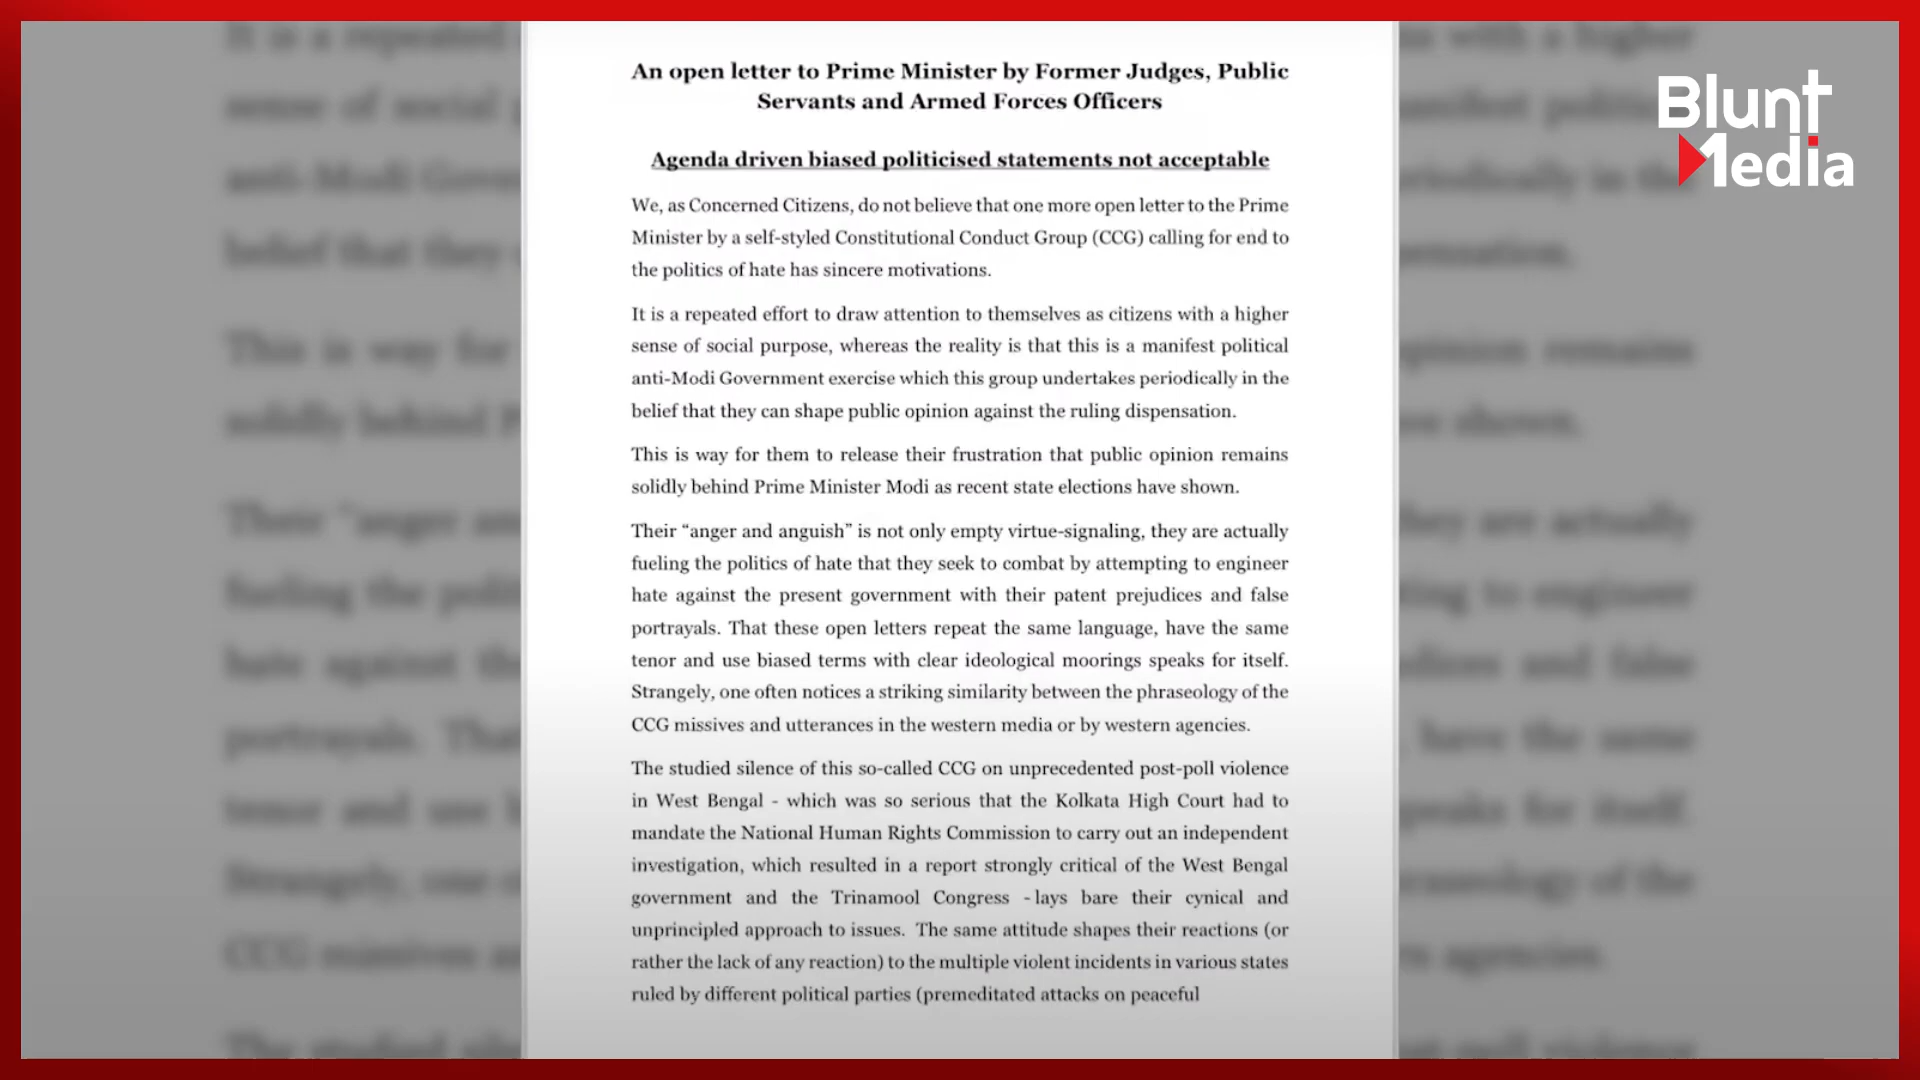 An open letter to Prime Minister by Former Judges, Public
Servants and Armed Forces Officers
Agenda driven biased politicised statements not acceptable
We, as Concerned Citizens, do not believe that one more open letter to the Prime
Minister by a self-styled Constitutional Conduct Group (CCG) calling for end to
the politics of hate has sincere motivations.
It is a repeated effort to draw attention to themselves as citizens with a higher
sense of social purpose, whereas the reality is that this is a manifest political
anti-Modi Government exercise which this group undertakes periodically in the
belief that they can shape public opinion against the ruling dispensation.
This is way for them to release their frustration that public opinion remains
solidly behind Prime Minister Modi as recent state elections have shown.
Their “anger and anguish” is not only empty virtue-signaling, they are actually
fueling the politics of hate that they seek to combat by attempting to engineer
hate against the present government with their patent prejudices and false
portrayals. That these open letters repeat the same language, have the same
tenor and use biased terms with clear ideological moorings speaks for itself.
Strangely, one often notices a striking similarity between the phraseology of the
CCG missives and utterances in the western media or by western agencies.
The studied silence of this so-called CCG on unprecedented post-poll violence
in West Bengal - which was so serious that the Kolkata High Court had to
mandate the National Human Rights Commission to carry out an independent
investigation, which resulted in a report strongly critical of the West Bengal
government and the Trinamool Congress - lays bare their cynical and
unprincipled approach to issues. The same attitude shapes their reactions (or
rather the lack of any reaction) to the multiple violent incidents in various states
ruled by different political parties (premeditated attacks on peaceful
Blunt
Media